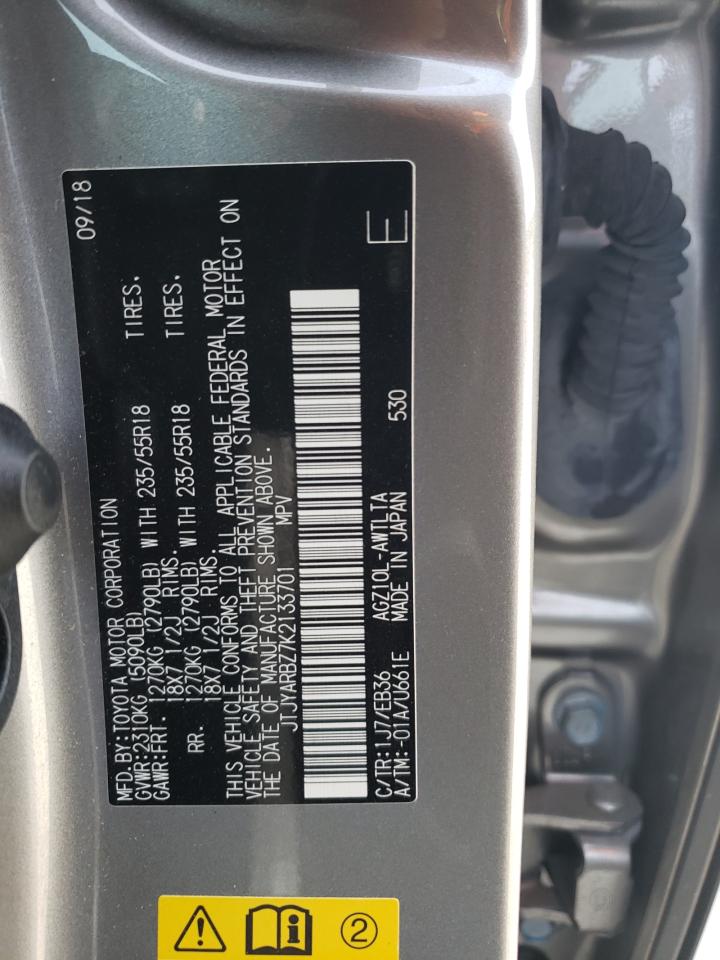 MFD.BY:TOYOTA MOTOR CORPORATION 09/18
GVWR:2310KG (5090LB)
GAWR:FRT. 1270KG (2790LB) WITH 235/55R18 TIRES.
18X7 1/2J RIMS.
RR. 1270KG (2790LB) WITH 235/55R18 TIRES.
18X7 1/2J RIMS.
THIS VEHICLE CONFORMS TO ALL APPLICABLE FEDERAL MOTOR
VEHICLE SAFETY AND THEFT PREVENTION STANDARDS IN EFFECT ON
THE DATE OF MANUFACTURE SHOWN ABOVE.
JTJYARBZ7K2133701 MPV
C/TR:1J7/EB36 AGZ10L-AWTLTA 530 E
A/TM:-01A/U661E MADE IN JAPAN
2